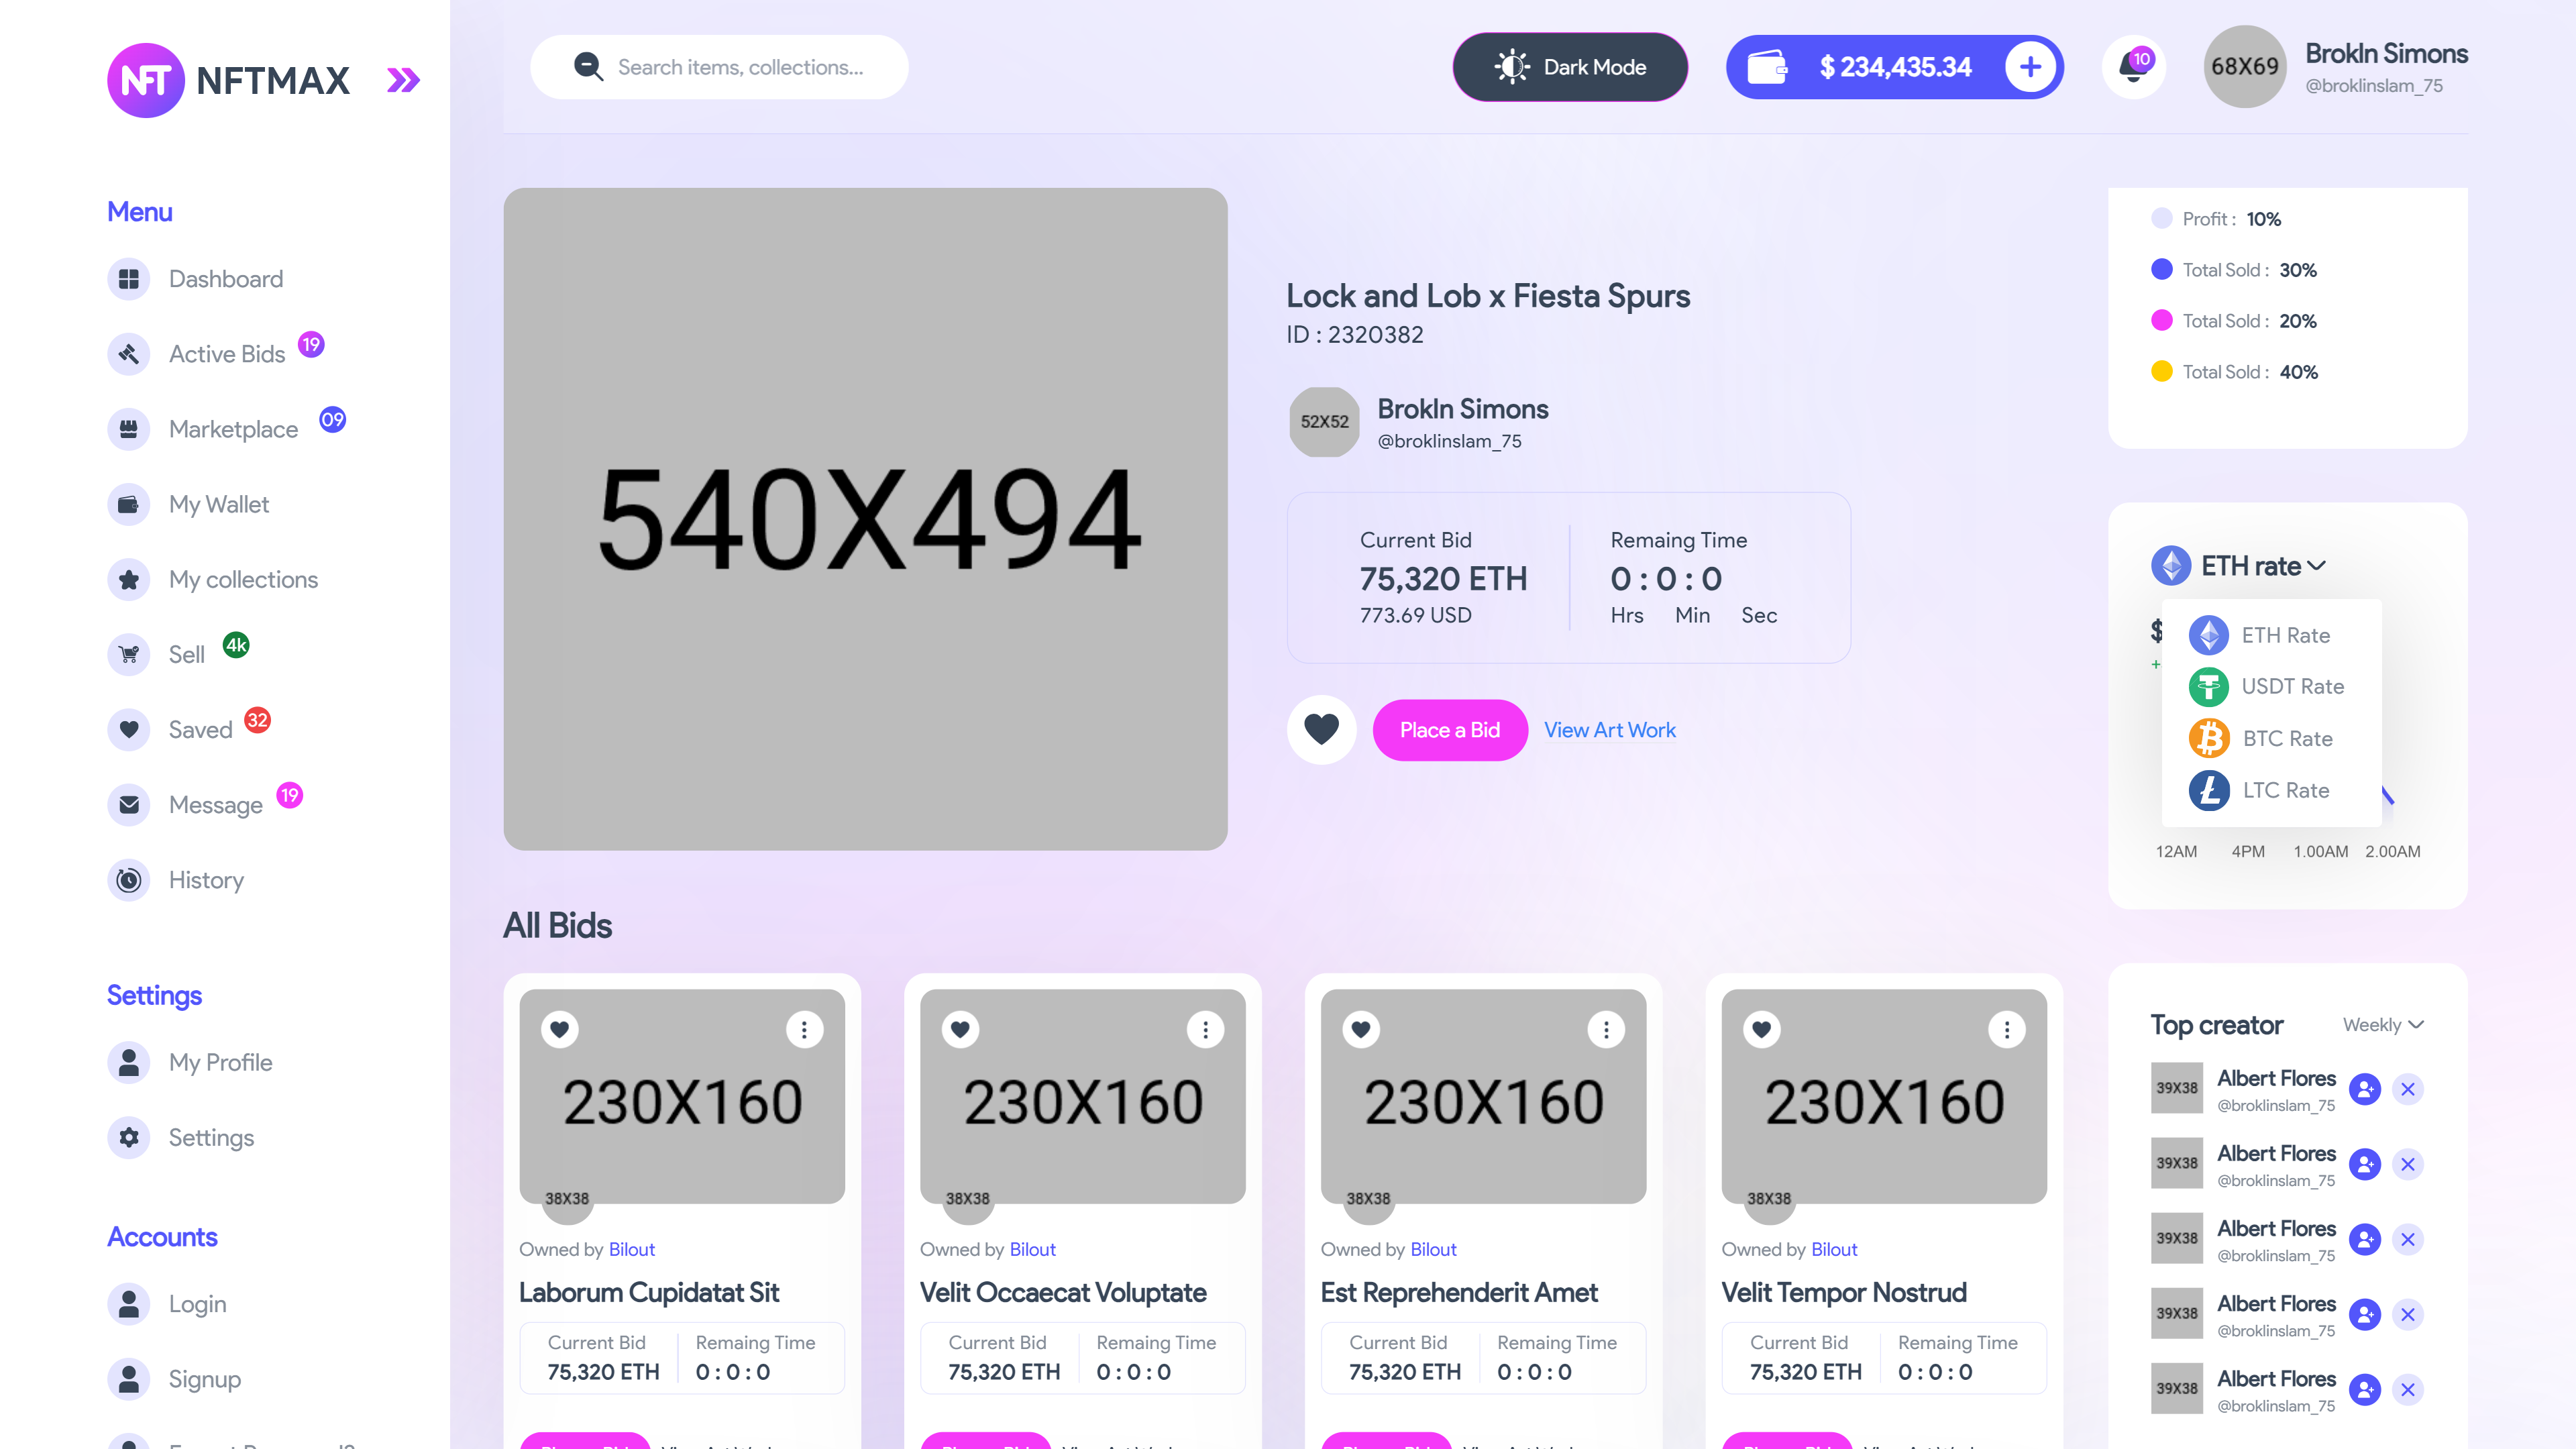 NFT NFTMAX
Menu
Dashboard
Active Bids 19
Marketplace 09
My Wallet
My collections
Sell 4k
Saved 32
Message 19
History
Settings
My Profile
Settings
Accounts
Login
Signup
Search items, collections...
Dark Mode
$ 234,435.34
10
68X69
Brokln Simons
@broklinslam_75
540X494
Lock and Lob x Fiesta Spurs
ID : 2320382
52X52
Brokln Simons
@broklinslam_75
Current Bid
75,320 ETH
773.69 USD
Remaing Time
0 : 0 : 0
Hrs Min Sec
Place a Bid
View Art Work
All Bids
230X160
38X38
Owned by Bilout
Laborum Cupidatat Sit
Current Bid
75,320 ETH
Remaing Time
0 : 0 : 0
230X160
38X38
Owned by Bilout
Velit Occaecat Voluptate
Current Bid
75,320 ETH
Remaing Time
0 : 0 : 0
230X160
38X38
Owned by Bilout
Est Reprehenderit Amet
Current Bid
75,320 ETH
Remaing Time
0 : 0 : 0
230X160
38X38
Owned by Bilout
Velit Tempor Nostrud
Current Bid
75,320 ETH
Remaing Time
0 : 0 : 0
Profit : 10%
Total Sold : 30%
Total Sold : 20%
Total Sold : 40%
ETH rate
$
+
ETH Rate
USDT Rate
BTC Rate
LTC Rate
12AM 4PM 1.00AM 2.00AM
Top creator
Weekly
39X38
Albert Flores
@broklinslam_75
39X38
Albert Flores
@broklinslam_75
39X38
Albert Flores
@broklinslam_75
39X38
Albert Flores
@broklinslam_75
39X38
Albert Flores
@broklinslam_75